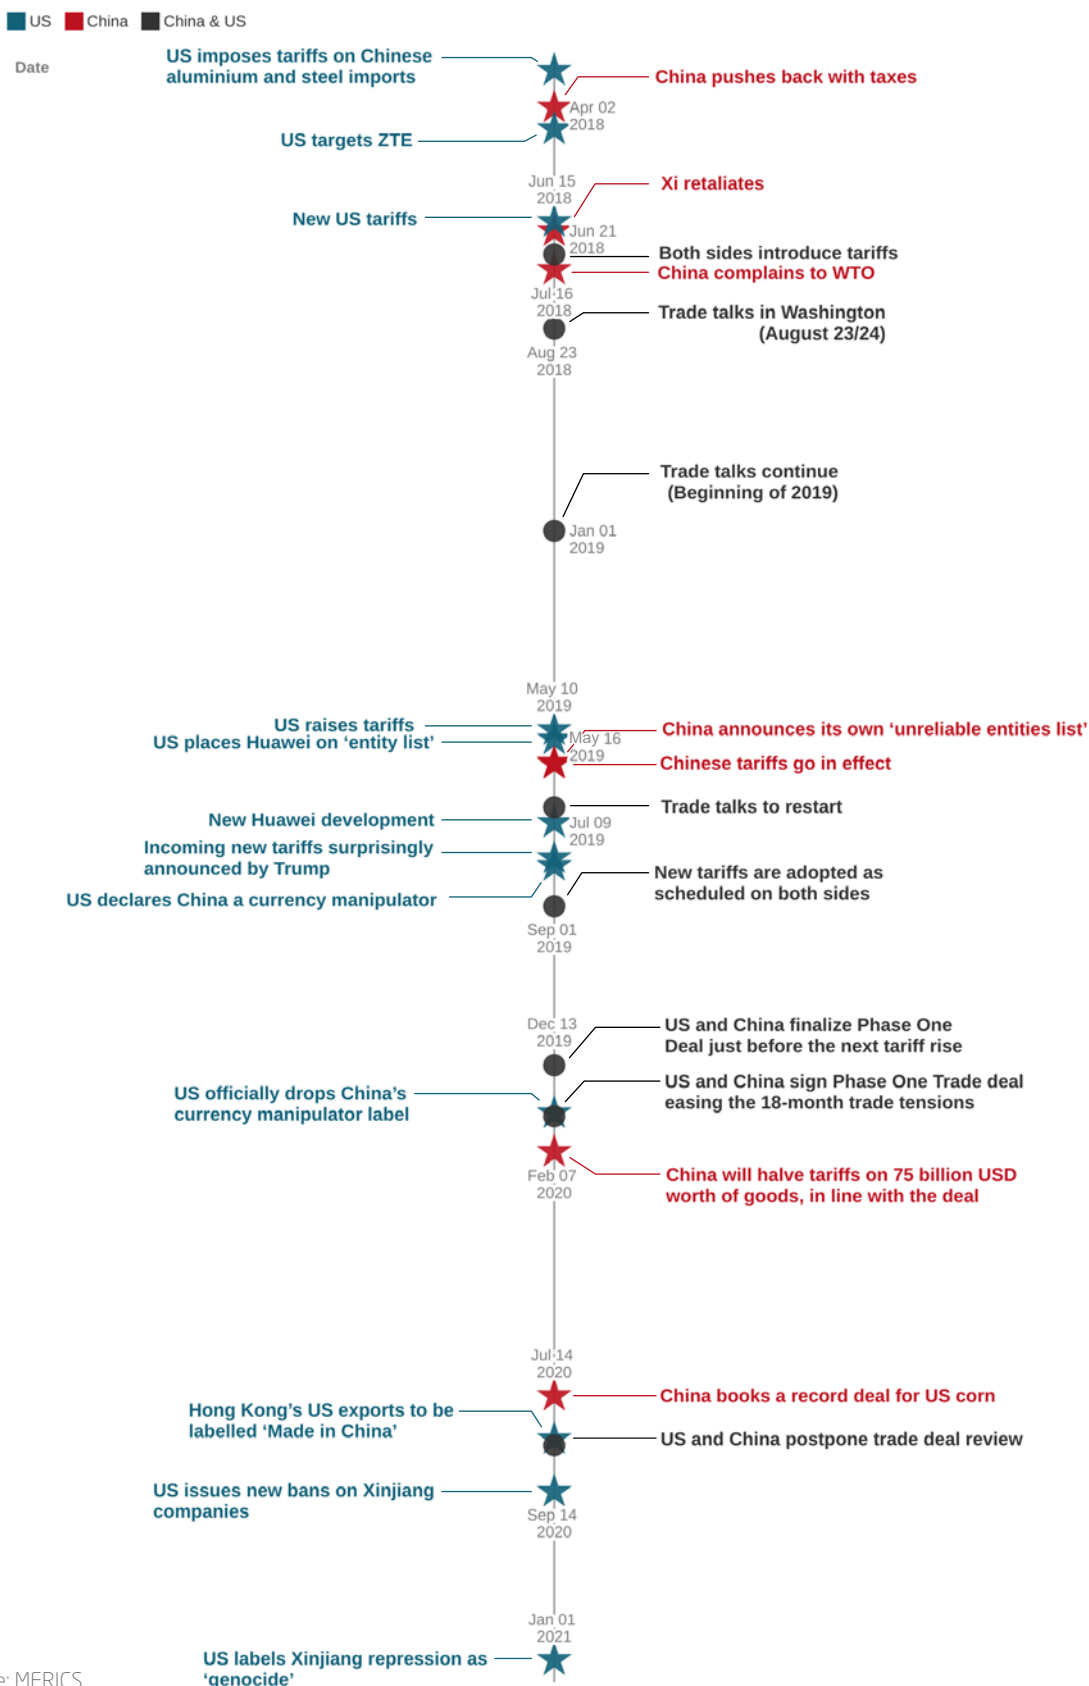 US China China & US
Date
US imposes tariffs on Chinese
aluminium and steel imports
China pushes back with taxes
Apr 02
2018
US targets ZTE
Jun 15
2018
Xi retaliates
New US tariffs
Jun 21
2018
Both sides introduce tariffs
China complains to WTO
Jul 16
2018
Trade talks in Washington
(August 23/24)
Aug 23
2018
Trade talks continue
(Beginning of 2019)
Jan 01
2019
May 10
2019
US raises tariffs
China announces its own ‘unreliable entities list’
US places Huawei on ‘entity list’
May 16
2019
Chinese tariffs go in effect
Trade talks to restart
New Huawei development
Jul 09
2019
Incoming new tariffs surprisingly
announced by Trump
New tariffs are adopted as
scheduled on both sides
US declares China a currency manipulator
Sep 01
2019
Dec 13
2019
US and China finalize Phase One
Deal just before the next tariff rise
US and China sign Phase One Trade deal
easing the 18-month trade tensions
US officially drops China’s
currency manipulator label
China will halve tariffs on 75 billion USD
worth of goods, in line with the deal
Feb 07
2020
Jul 14
2020
China books a record deal for US corn
Hong Kong’s US exports to be
labelled ‘Made in China’
US and China postpone trade deal review
US issues new bans on Xinjiang
companies
Sep 14
2020
Jan 01
2021
US labels Xinjiang repression as
‘genocide’
e: MERICS